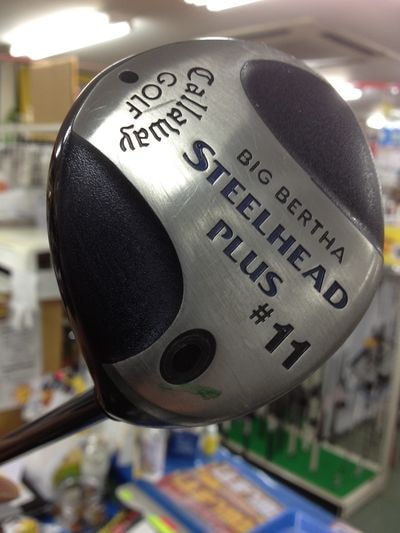 Callaway
GOLF
BIG BERTHA
STEELHEAD
PLUS
#11